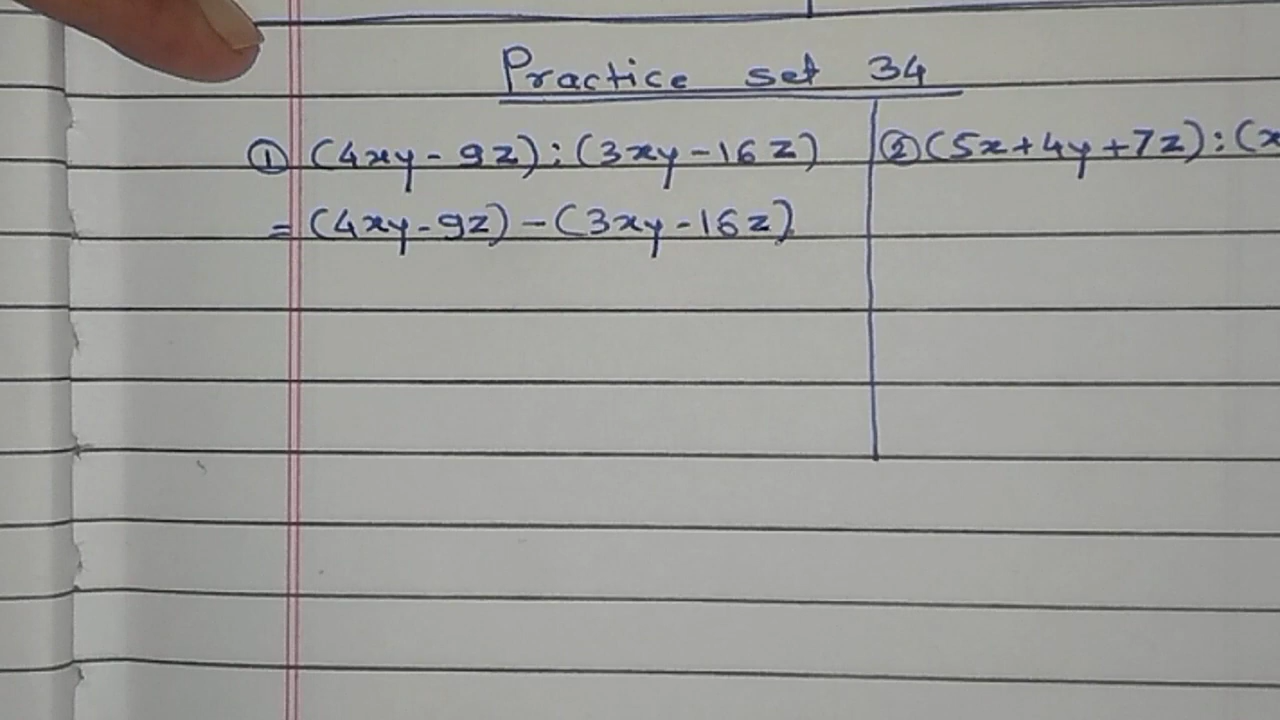 Practice set 34
① (4xy - 9z) ; (3xy - 16z)
② (5x + 4y + 7z) ; (x
= (4xy - 9z) - (3xy - 16z)